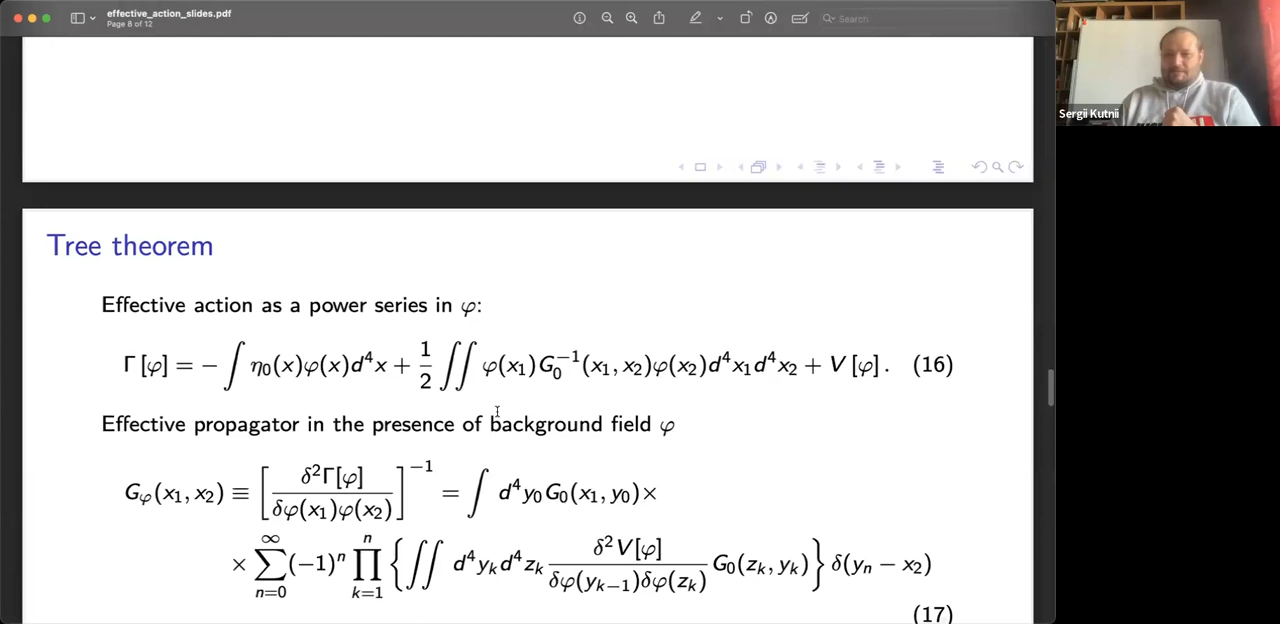 effective_action_slides.pdf
Page 8 of 12
Search
Sergii Kutnii
Tree theorem
Effective action as a power series in φ:
Γ[φ] = − ∫ η₀(x)φ(x)d⁴x + 1/2 ∬ φ(x₁)G₀⁻¹(x₁, x₂)φ(x₂)d⁴x₁d⁴x₂ + V[φ]. (16)
Effective propagator in the presence of background field φ
G_φ(x₁, x₂) ≡ [δ²Γ[φ] / δφ(x₁)φ(x₂)]⁻¹ = ∫ d⁴y₀G₀(x₁, y₀)×
× ∑_{n=0}^{∞} (−1)ⁿ ∏_{k=1}^{n} { ∬ d⁴y_k d⁴z_k δ²V[φ] / δφ(y_{k−1})δφ(z_k) G₀(z_k, y_k) } δ(y_n − x₂)
(17)